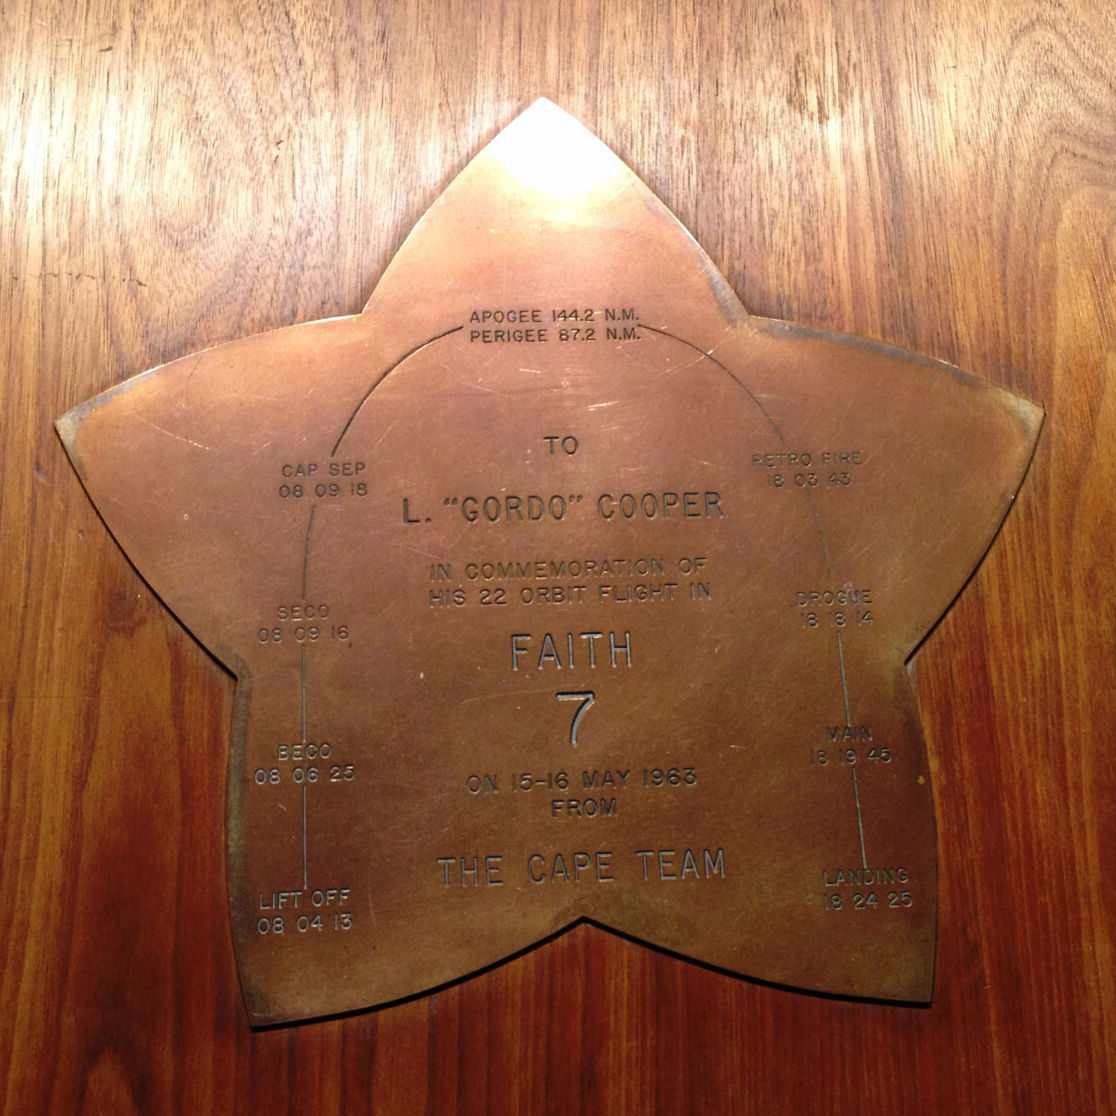 APOGEE 144.2 N.M.
PERIGEE 87.2 N.M.
TO
L. "GORDO" COOPER
IN COMMEMORATION OF
HIS 22 ORBIT FLIGHT IN
FAITH
7
ON 15-16 MAY 1963
FROM
THE CAPE TEAM
CAP SEP
08 09 18
SECO
08 09 16
BECO
08 06 25
LIFT OFF
08 04 13
RETRO FIRE
18 03 43
DROGUE
18 18 14
MAIN
18 19 45
LANDING
18 24 25